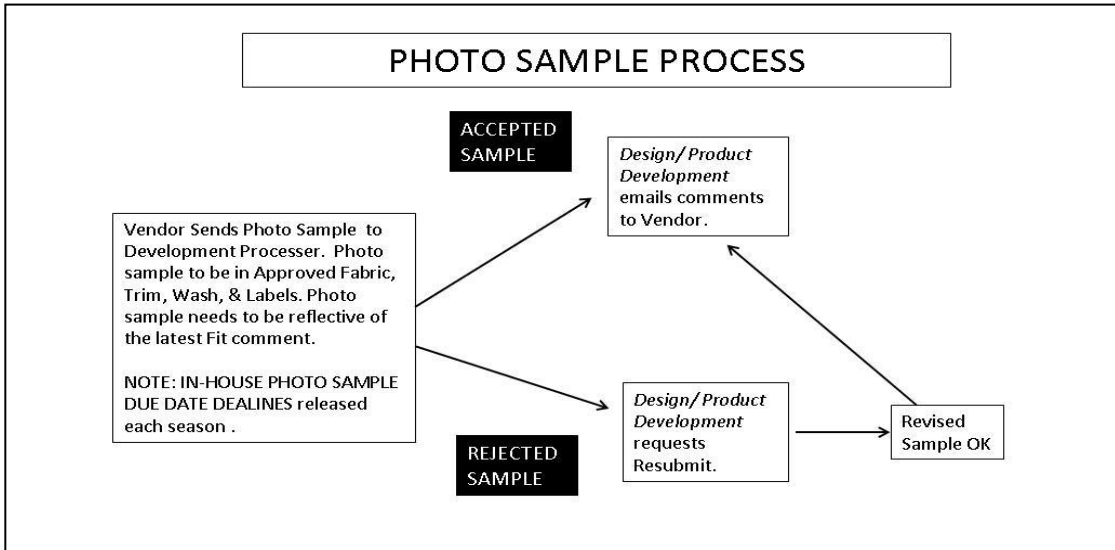 PHOTO SAMPLE PROCESS
ACCEPTED
SAMPLE
Design/ Product
Development
emails comments
to Vendor.
Vendor Sends Photo Sample to
Development Processer. Photo
sample to be in Approved Fabric,
Trim, Wash, & Labels. Photo
sample needs to be reflective of
the latest Fit comment.
NOTE: IN-HOUSE PHOTO SAMPLE
DUE DATE DEALINES released
each season .
REJECTED
SAMPLE
Design/ Product
Development
requests
Resubmit.
Revised
Sample OK